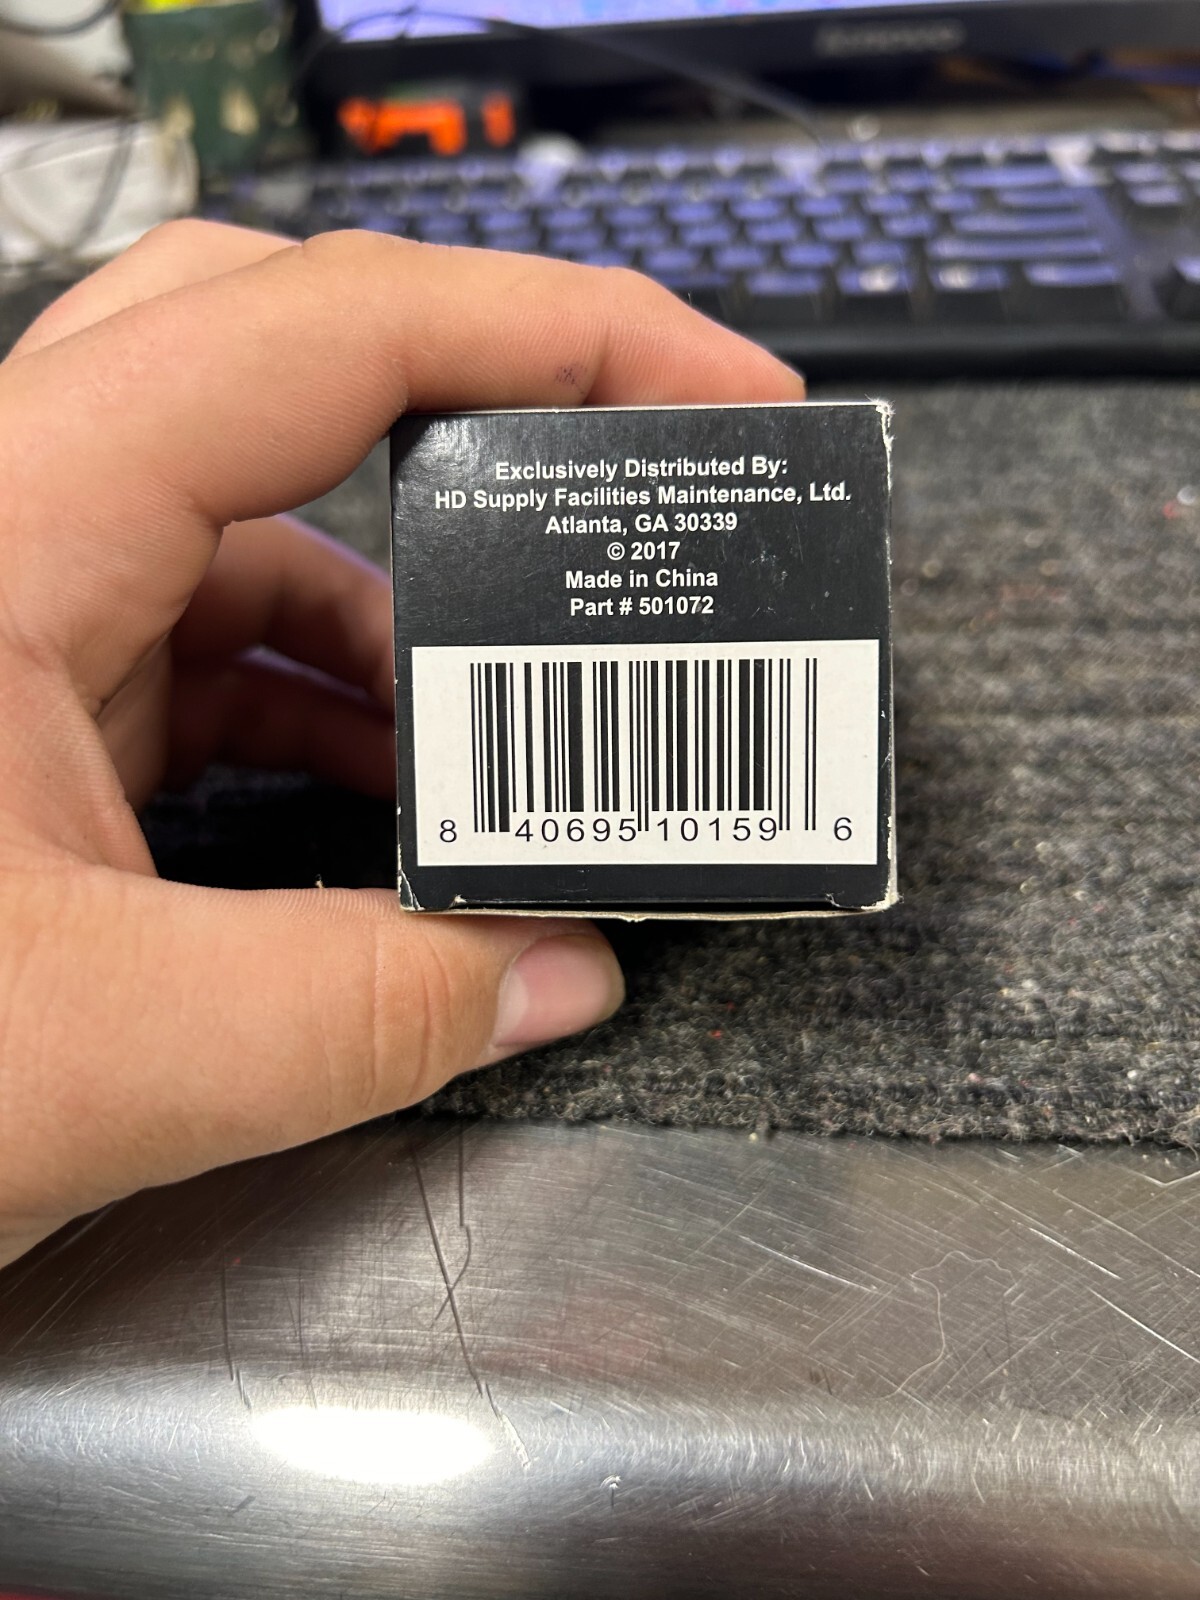 Exclusively Distributed By:
HD Supply Facilities Maintenance, Ltd.
Atlanta, GA 30339
© 2017
Made in China
Part # 501072
8 40695 10159 6